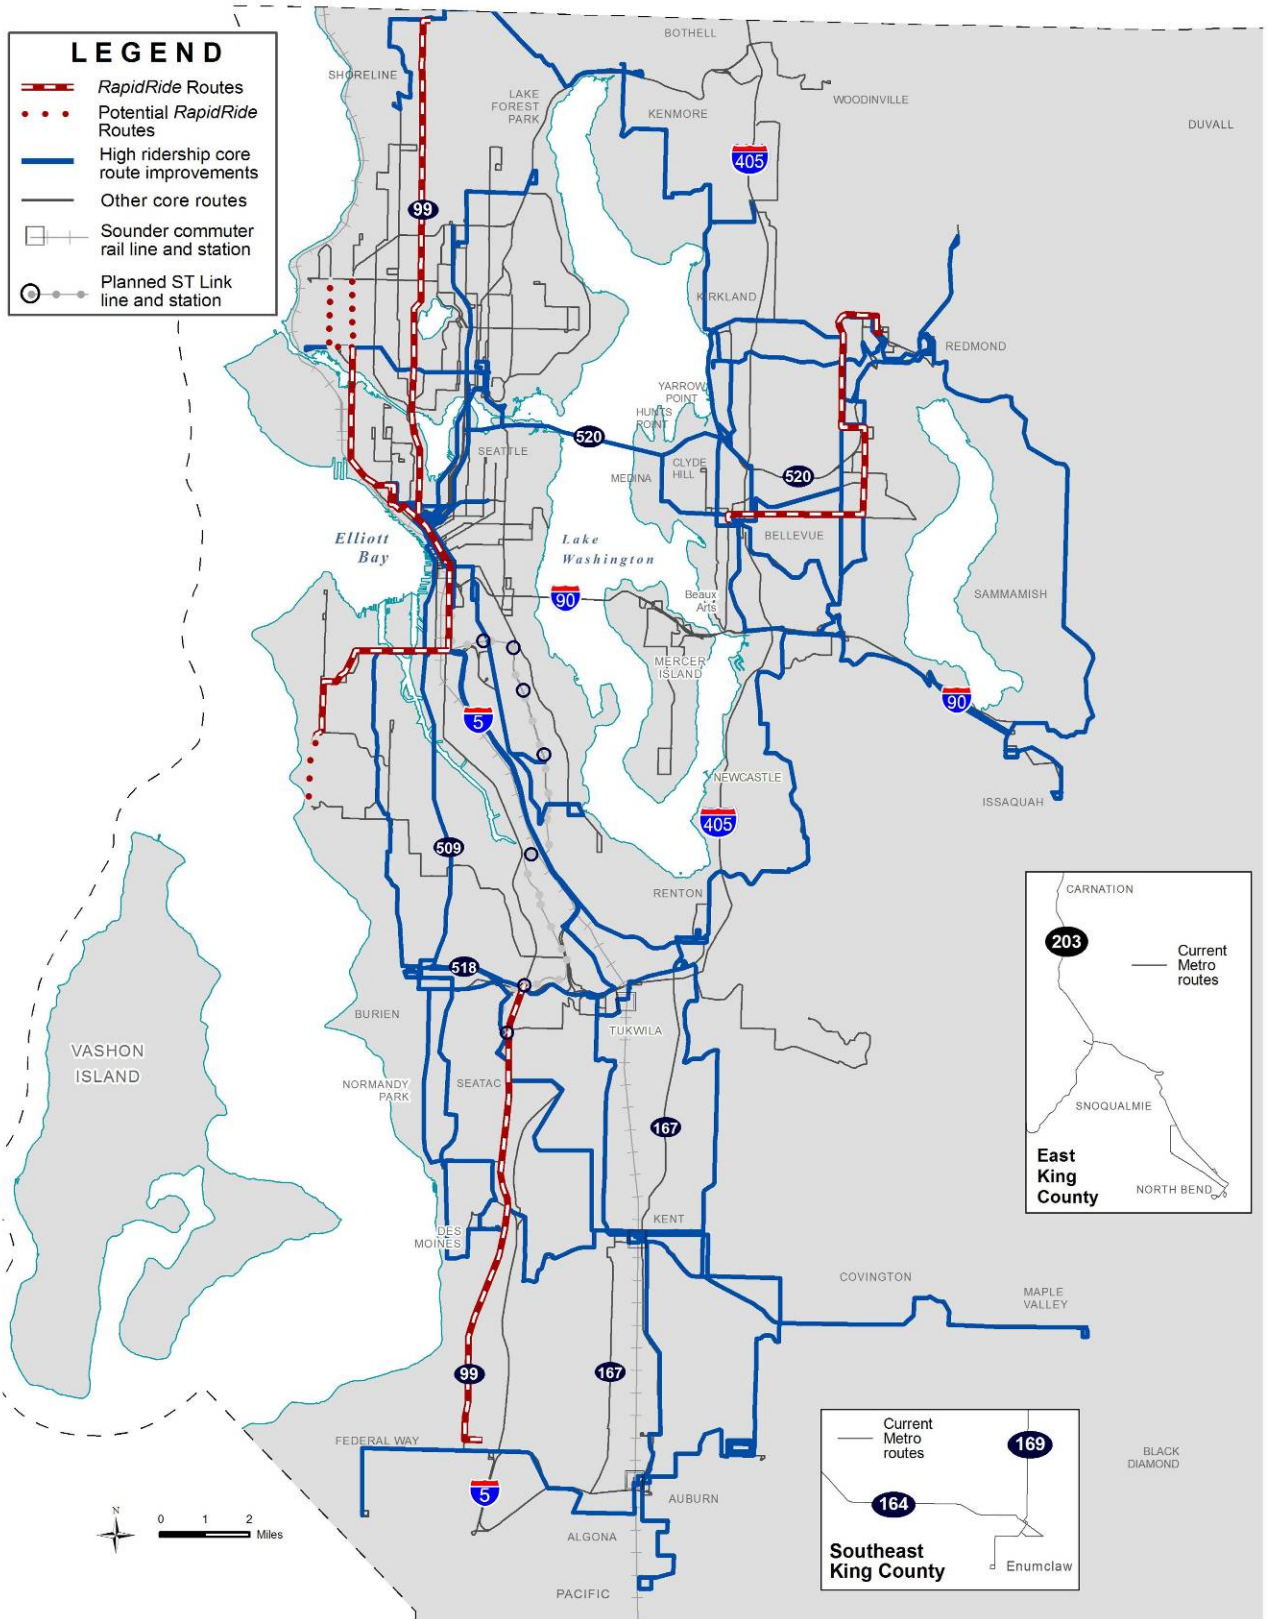 LEGEND
RapidRide Routes
Potential RapidRide
Routes
High ridership core
route improvements
Other core routes
Sounder commuter
rail line and station
Planned ST Link
line and station
BOTHELL
SHORELINE
LAKE
FOREST
PARK
KENMORE
WOODINVILLE
DUVALL
405
99
KIRKLAND
REDMOND
YARROW
POINT
HUNTS
POINT
520
SEATTLE
MEDINA
CLYDE
HILL
520
Elliott
Bay
Lake
Washington
BELLEVUE
90
Beaux
Arts
SAMMAMISH
MERCER
ISLAND
90
5
NEWCASTLE
ISSAQUAH
405
509
RENTON
518
BURIEN
TUKWILA
VASHON
ISLAND
NORMANDY
PARK
SEATAC
167
KENT
DES
MOINES
COVINGTON
MAPLE
VALLEY
99
167
FEDERAL WAY
5
AUBURN
ALGONA
PACIFIC
BLACK
DIAMOND
N
0 1 2
Miles
CARNATION
203
Current
Metro
routes
SNOQUALMIE
East
King
County
NORTH BEND
Current
Metro
routes
169
164
Southeast
King County
Enumclaw